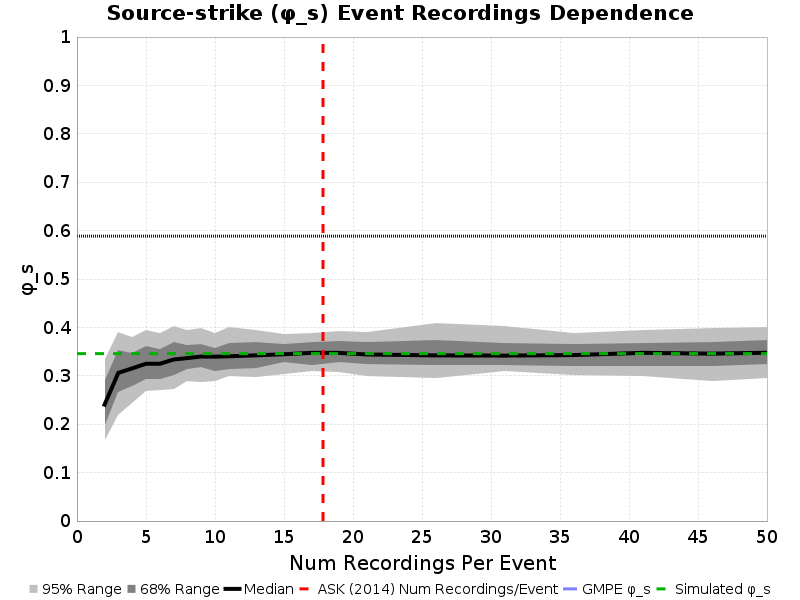 Source-strike (φ_s) Event Recordings Dependence
1
0.9
0.8
0.7
0.6
0.5
0.4
0.3
0.2
0.1
0
φ_s
0 5 10 15 20 25 30 35 40 45 50
Num Recordings Per Event
95% Range 68% Range Median ASK (2014) Num Recordings/Event GMPE φ_s Simulated φ_s